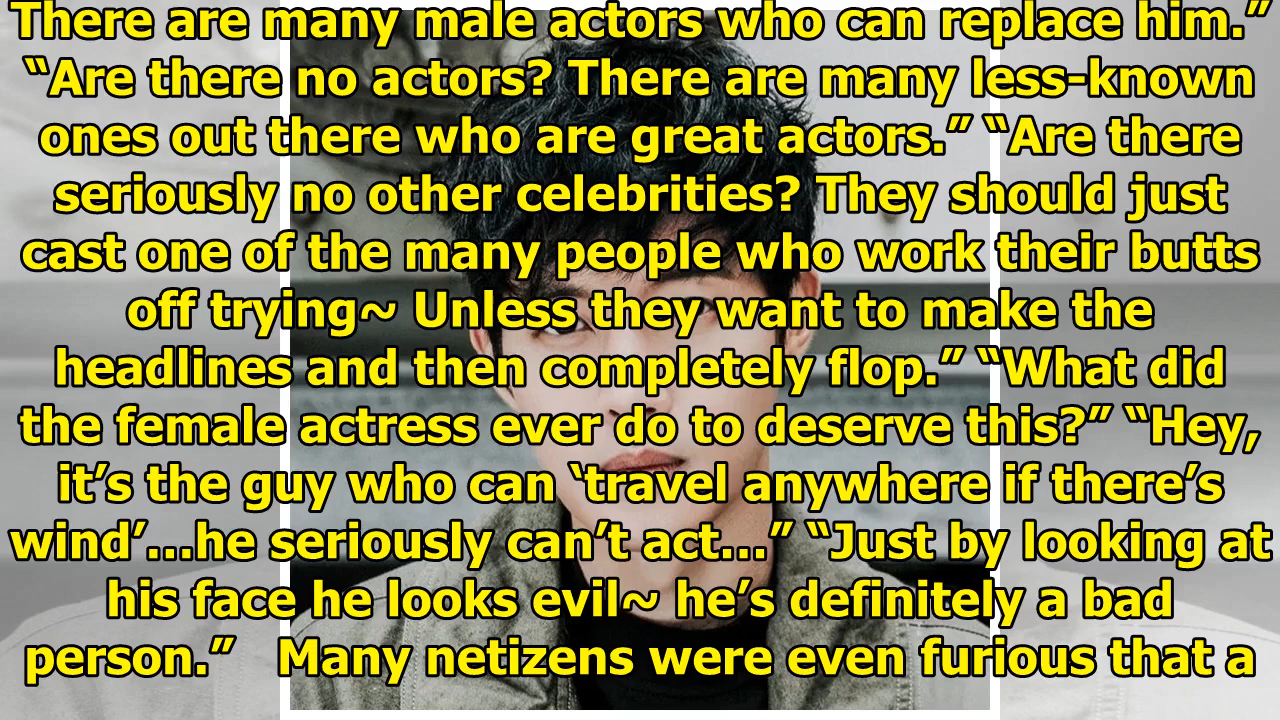 There are many male actors who can replace him.”
“Are there no actors? There are many less-known
ones out there who are great actors.” “Are there
seriously no other celebrities? They should just
cast one of the many people who work their butts
off trying~ Unless they want to make the
headlines and then completely flop.” “What did
the female actress ever do to deserve this?” “Hey,
it’s the guy who can ‘travel anywhere if there’s
wind’...he seriously can’t act...” “Just by looking at
his face he looks evil~ he’s definitely a bad
person.”   Many netizens were even furious that a